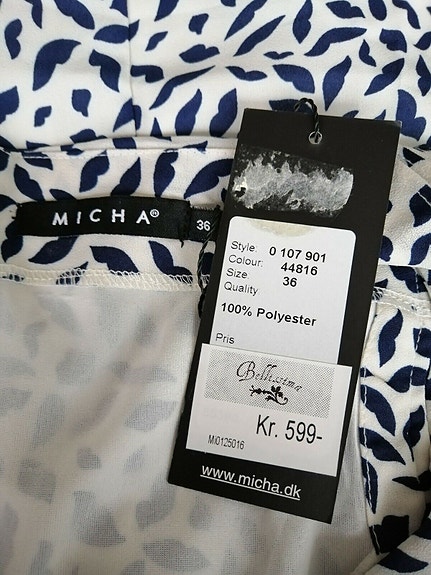 MICHA®
36
Style: 0 107 901
Colour: 44816
Size: 36
Quality
100% Polyester
Pris
Bellissima
Kr. 599-
MI0125016
www.micha.dk